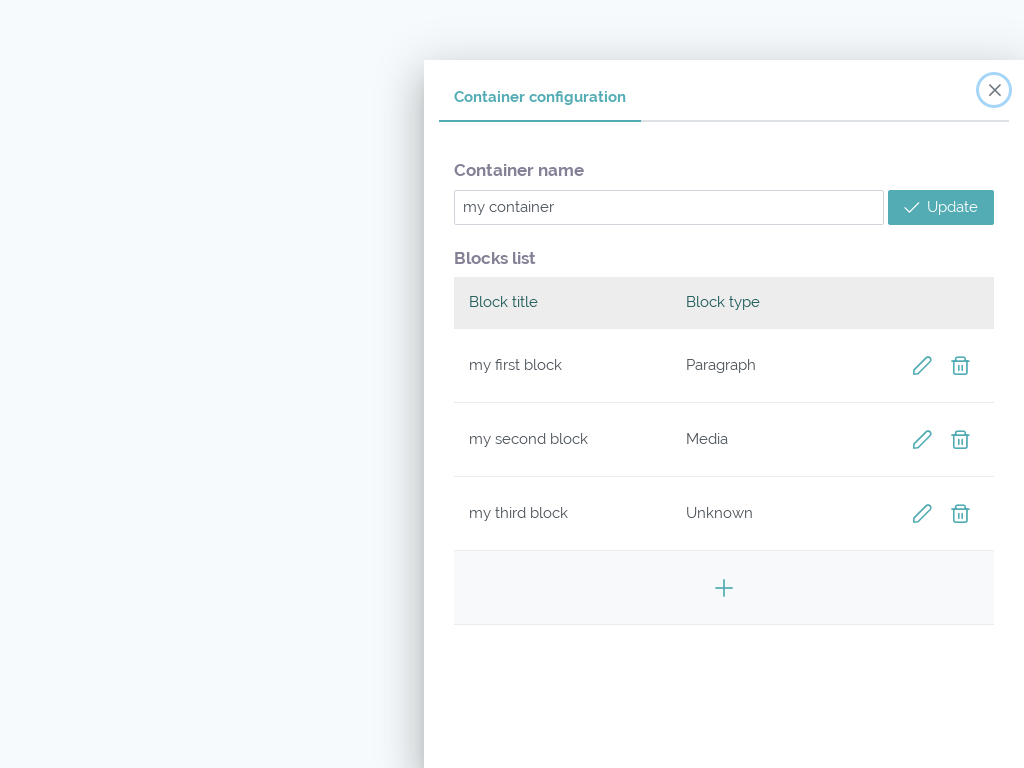 Container configuration
Container name
my container
Update
Blocks list
Block title Block type
my first block Paragraph
my second block Media
my third block Unknown